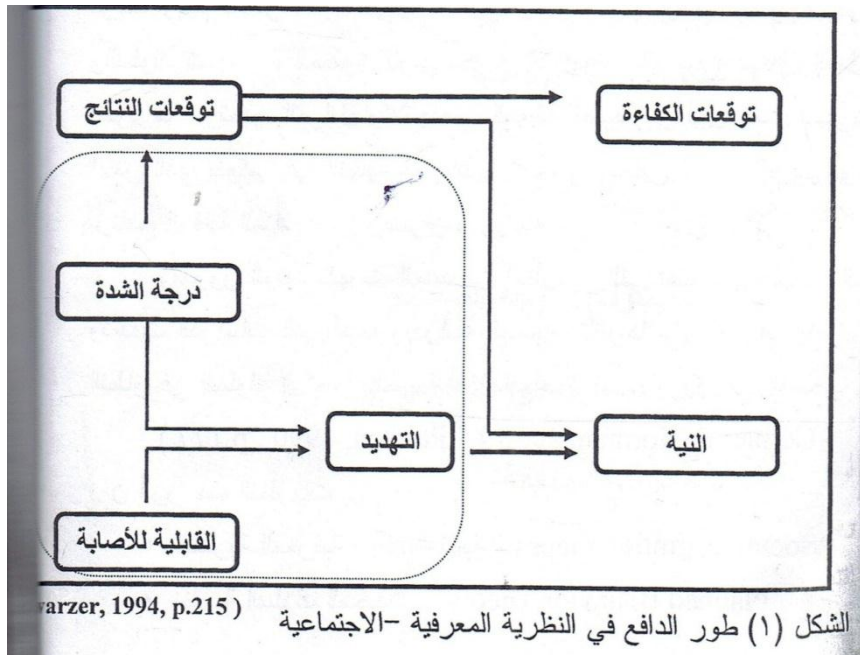 توقعات الكفاءة
توقعات النتائج
درجة الشدة
التهديد
النية
القابلية للأصابة
الشكل (١) طور الدافع في النظرية المعرفية –الاجتماعية
warzer, 1994, p.215 )